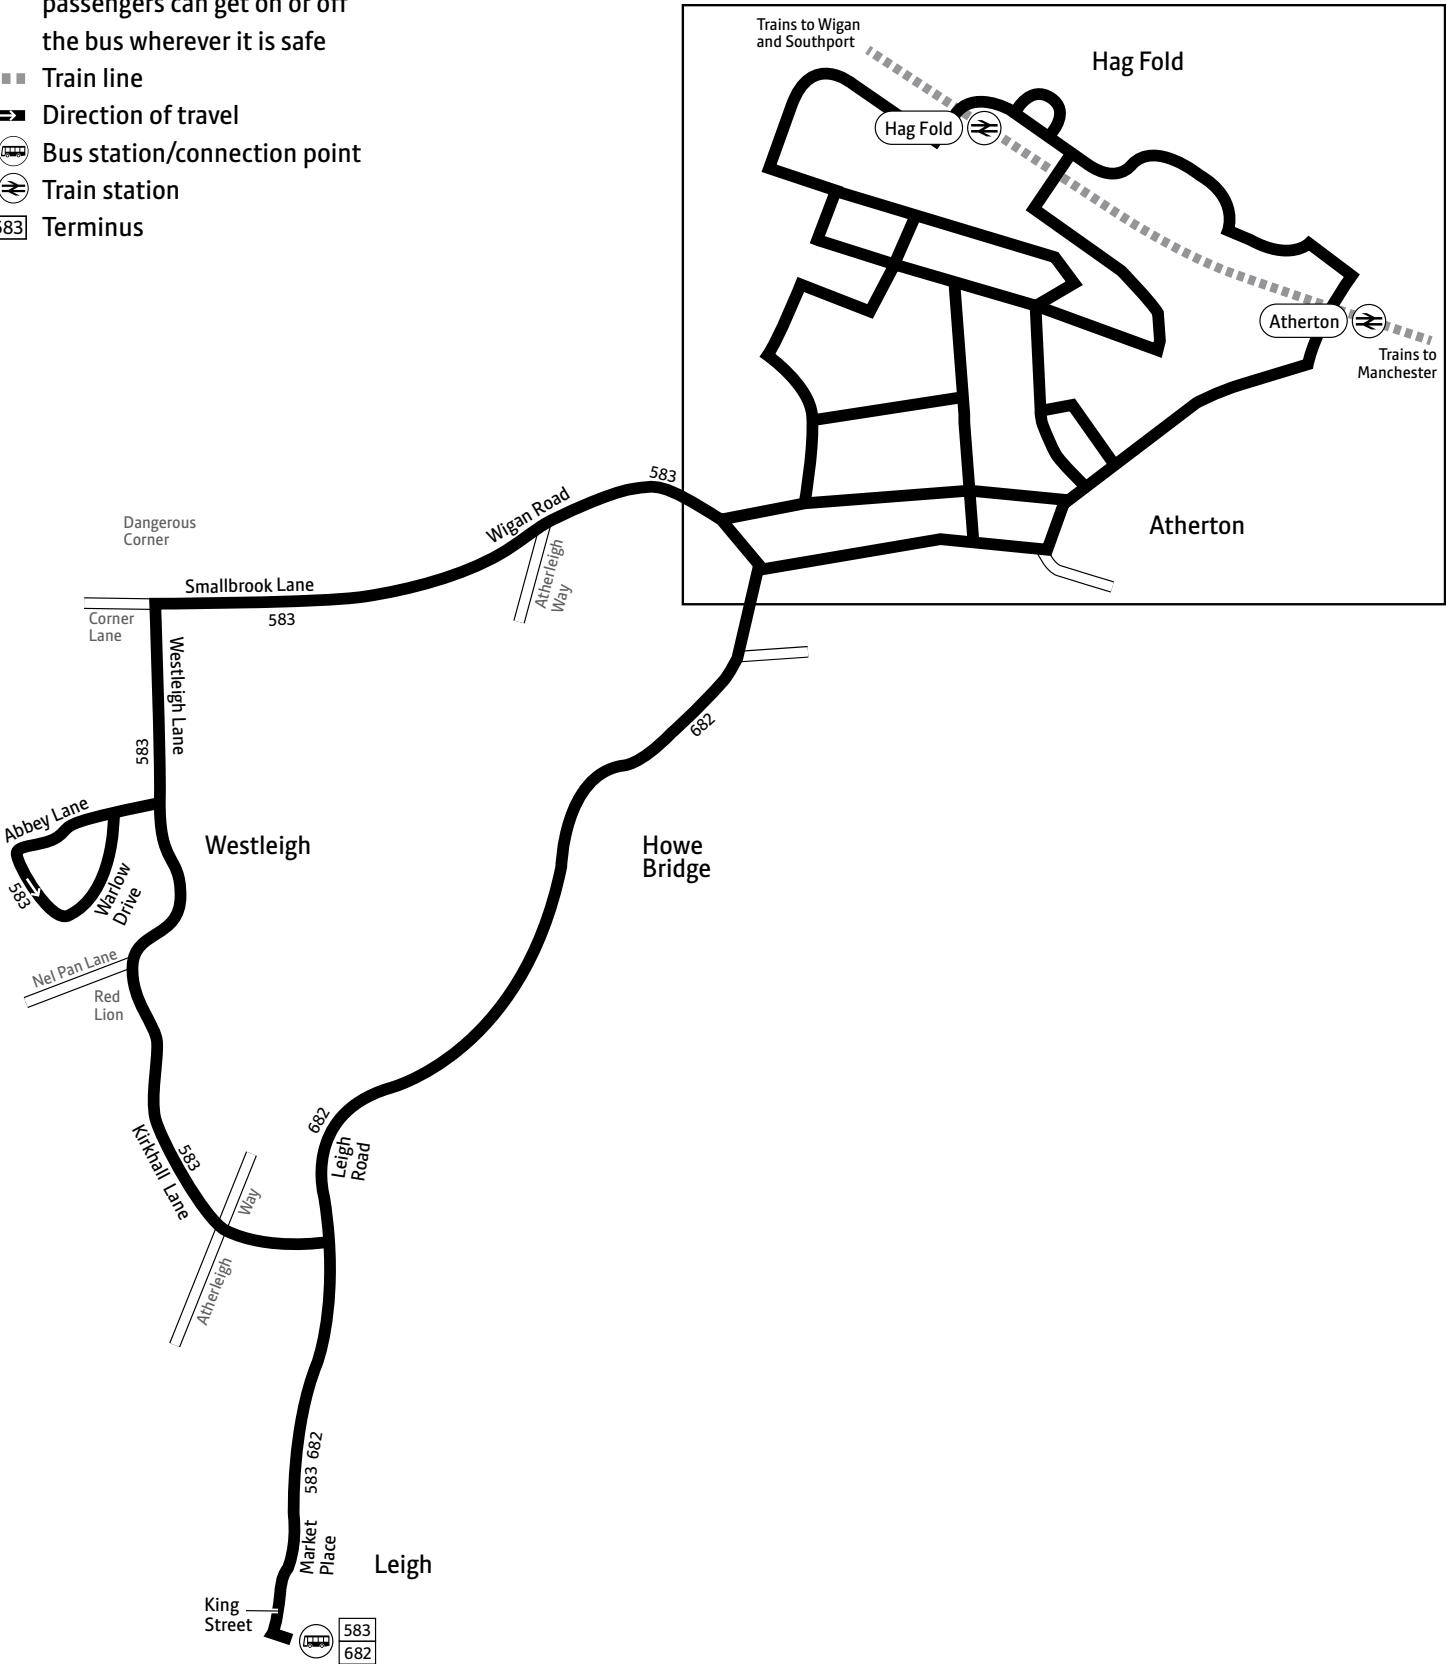 passengers can get on or off
the bus wherever it is safe
Train line
Direction of travel
Bus station/connection point
Train station
Terminus
Trains to Wigan
and Southport
Hag Fold
Hag Fold
Atherton
Trains to
Manchester
Atherton
583
Wigan Road
Atherleigh
Way
Dangerous
Corner
Smallbrook Lane
583
Corner
Lane
Westleigh Lane
583
682
Abbey Lane
583
Warlow
Drive
Westleigh
Howe
Bridge
Nel Pan Lane
Red
Lion
Kirkhall Lane
583
682
Leigh
Road
Atherleigh
Way
583 682
Market
Place
Leigh
King
Street
583
682